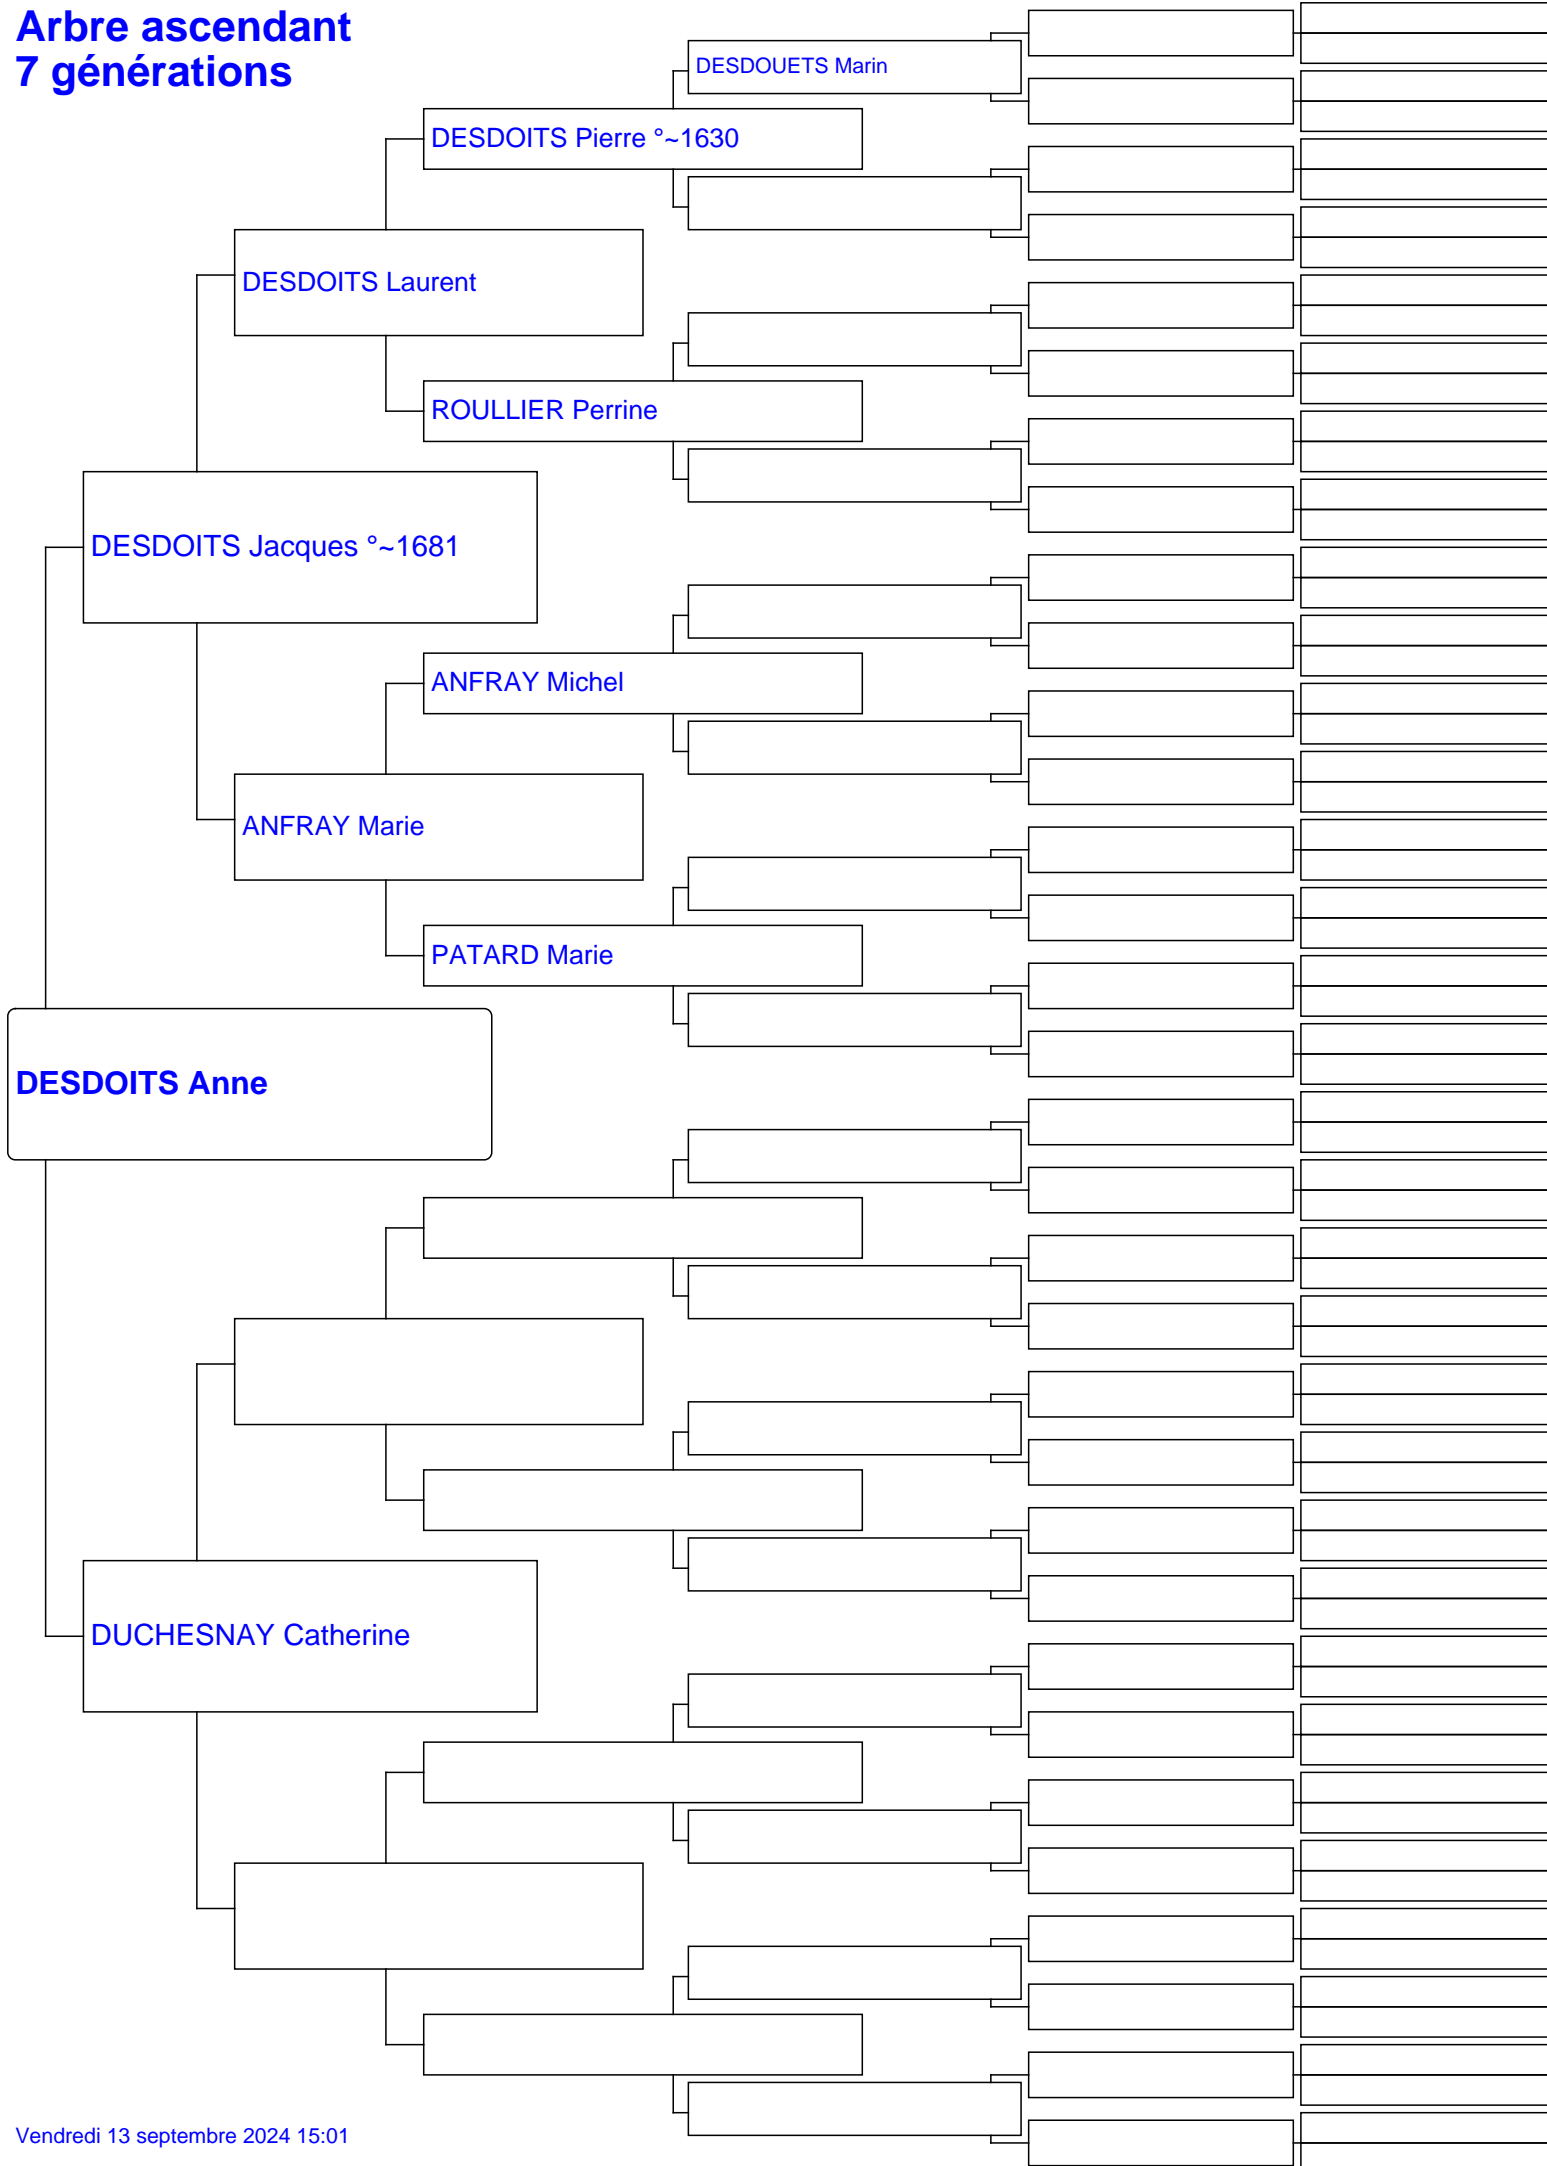 Arbre ascendant
7 générations
DESDOUETS Marin
DESDOITS Pierre °~1630
DESDOITS Laurent
ROULLIER Perrine
DESDOITS Jacques °~1681
ANFRAY Michel
ANFRAY Marie
PATARD Marie
DESDOITS Anne
DUCHESNAY Catherine
Vendredi 13 septembre 2024 15:01